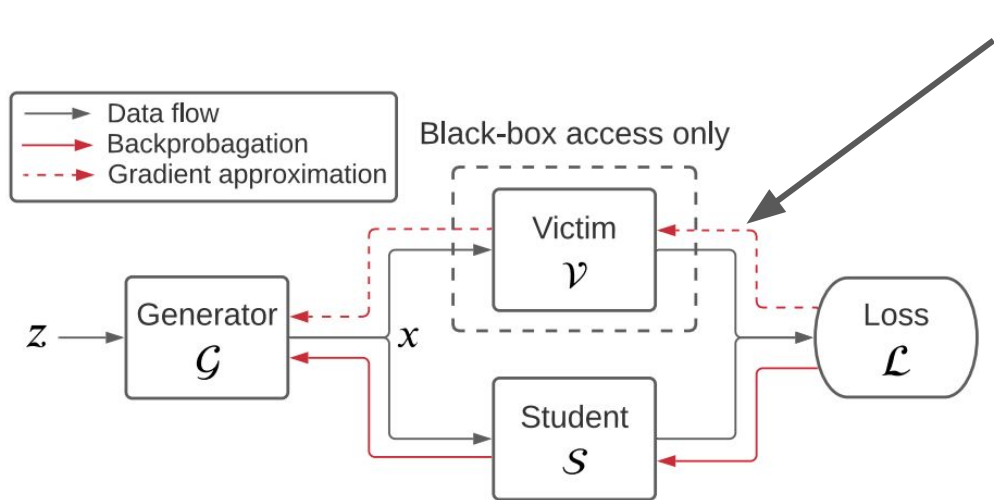 Data flow
Backprobagation
Gradient approximation
Black-box access only
Victim
𝒱
Generator
𝒢
z
x
Loss
ℒ
Student
𝒮